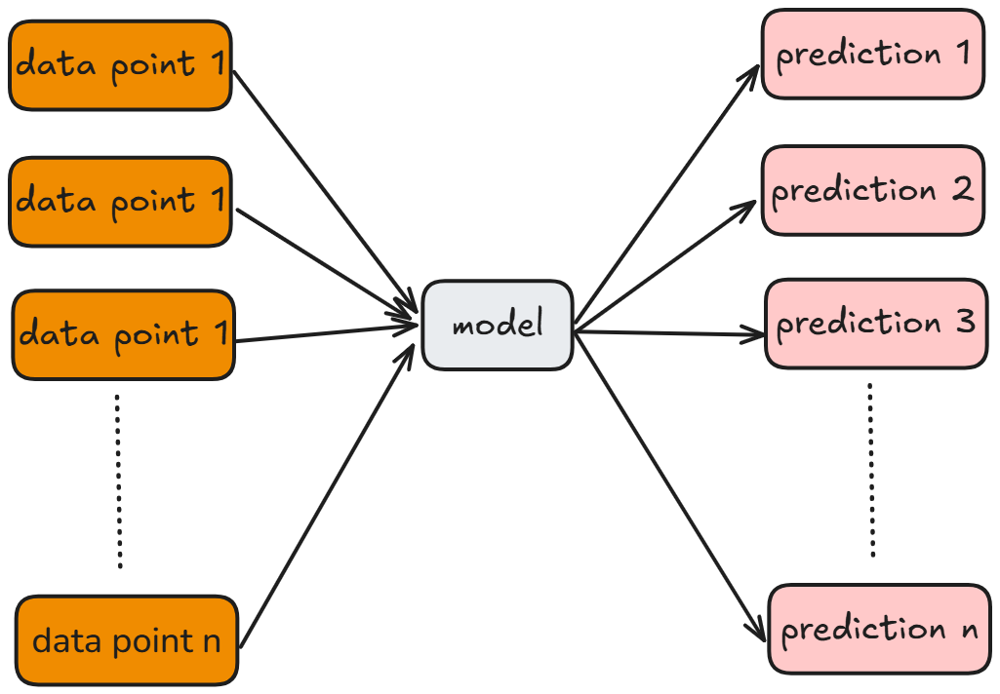 data point 1
data point 1
data point 1
data point n
model
prediction 1
prediction 2
prediction 3
prediction n